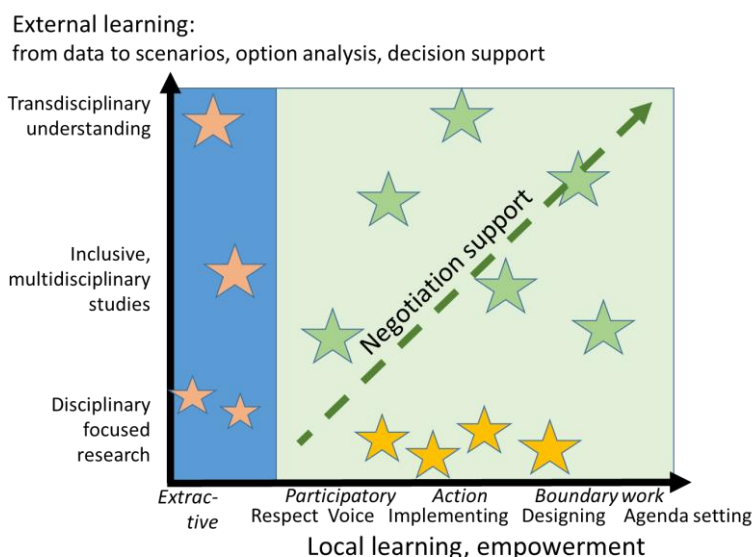 External learning:
from data to scenarios, option analysis, decision support
Transdisciplinary
understanding
Inclusive,
multidisciplinary
studies
Disciplinary
focused
research
Negotiation support
Extrac-
tive
Participatory Action Boundary work
Respect Voice Implementing Designing Agenda setting
Local learning, empowerment